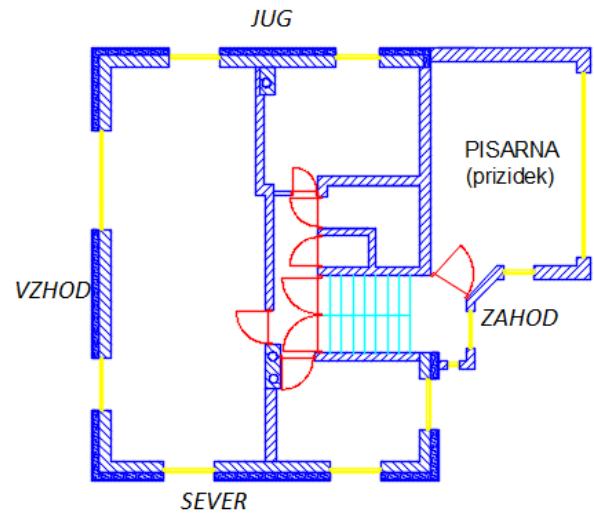 JUG
PISARNA
(prizidek)
VZHOD
ZAHOD
SEVER